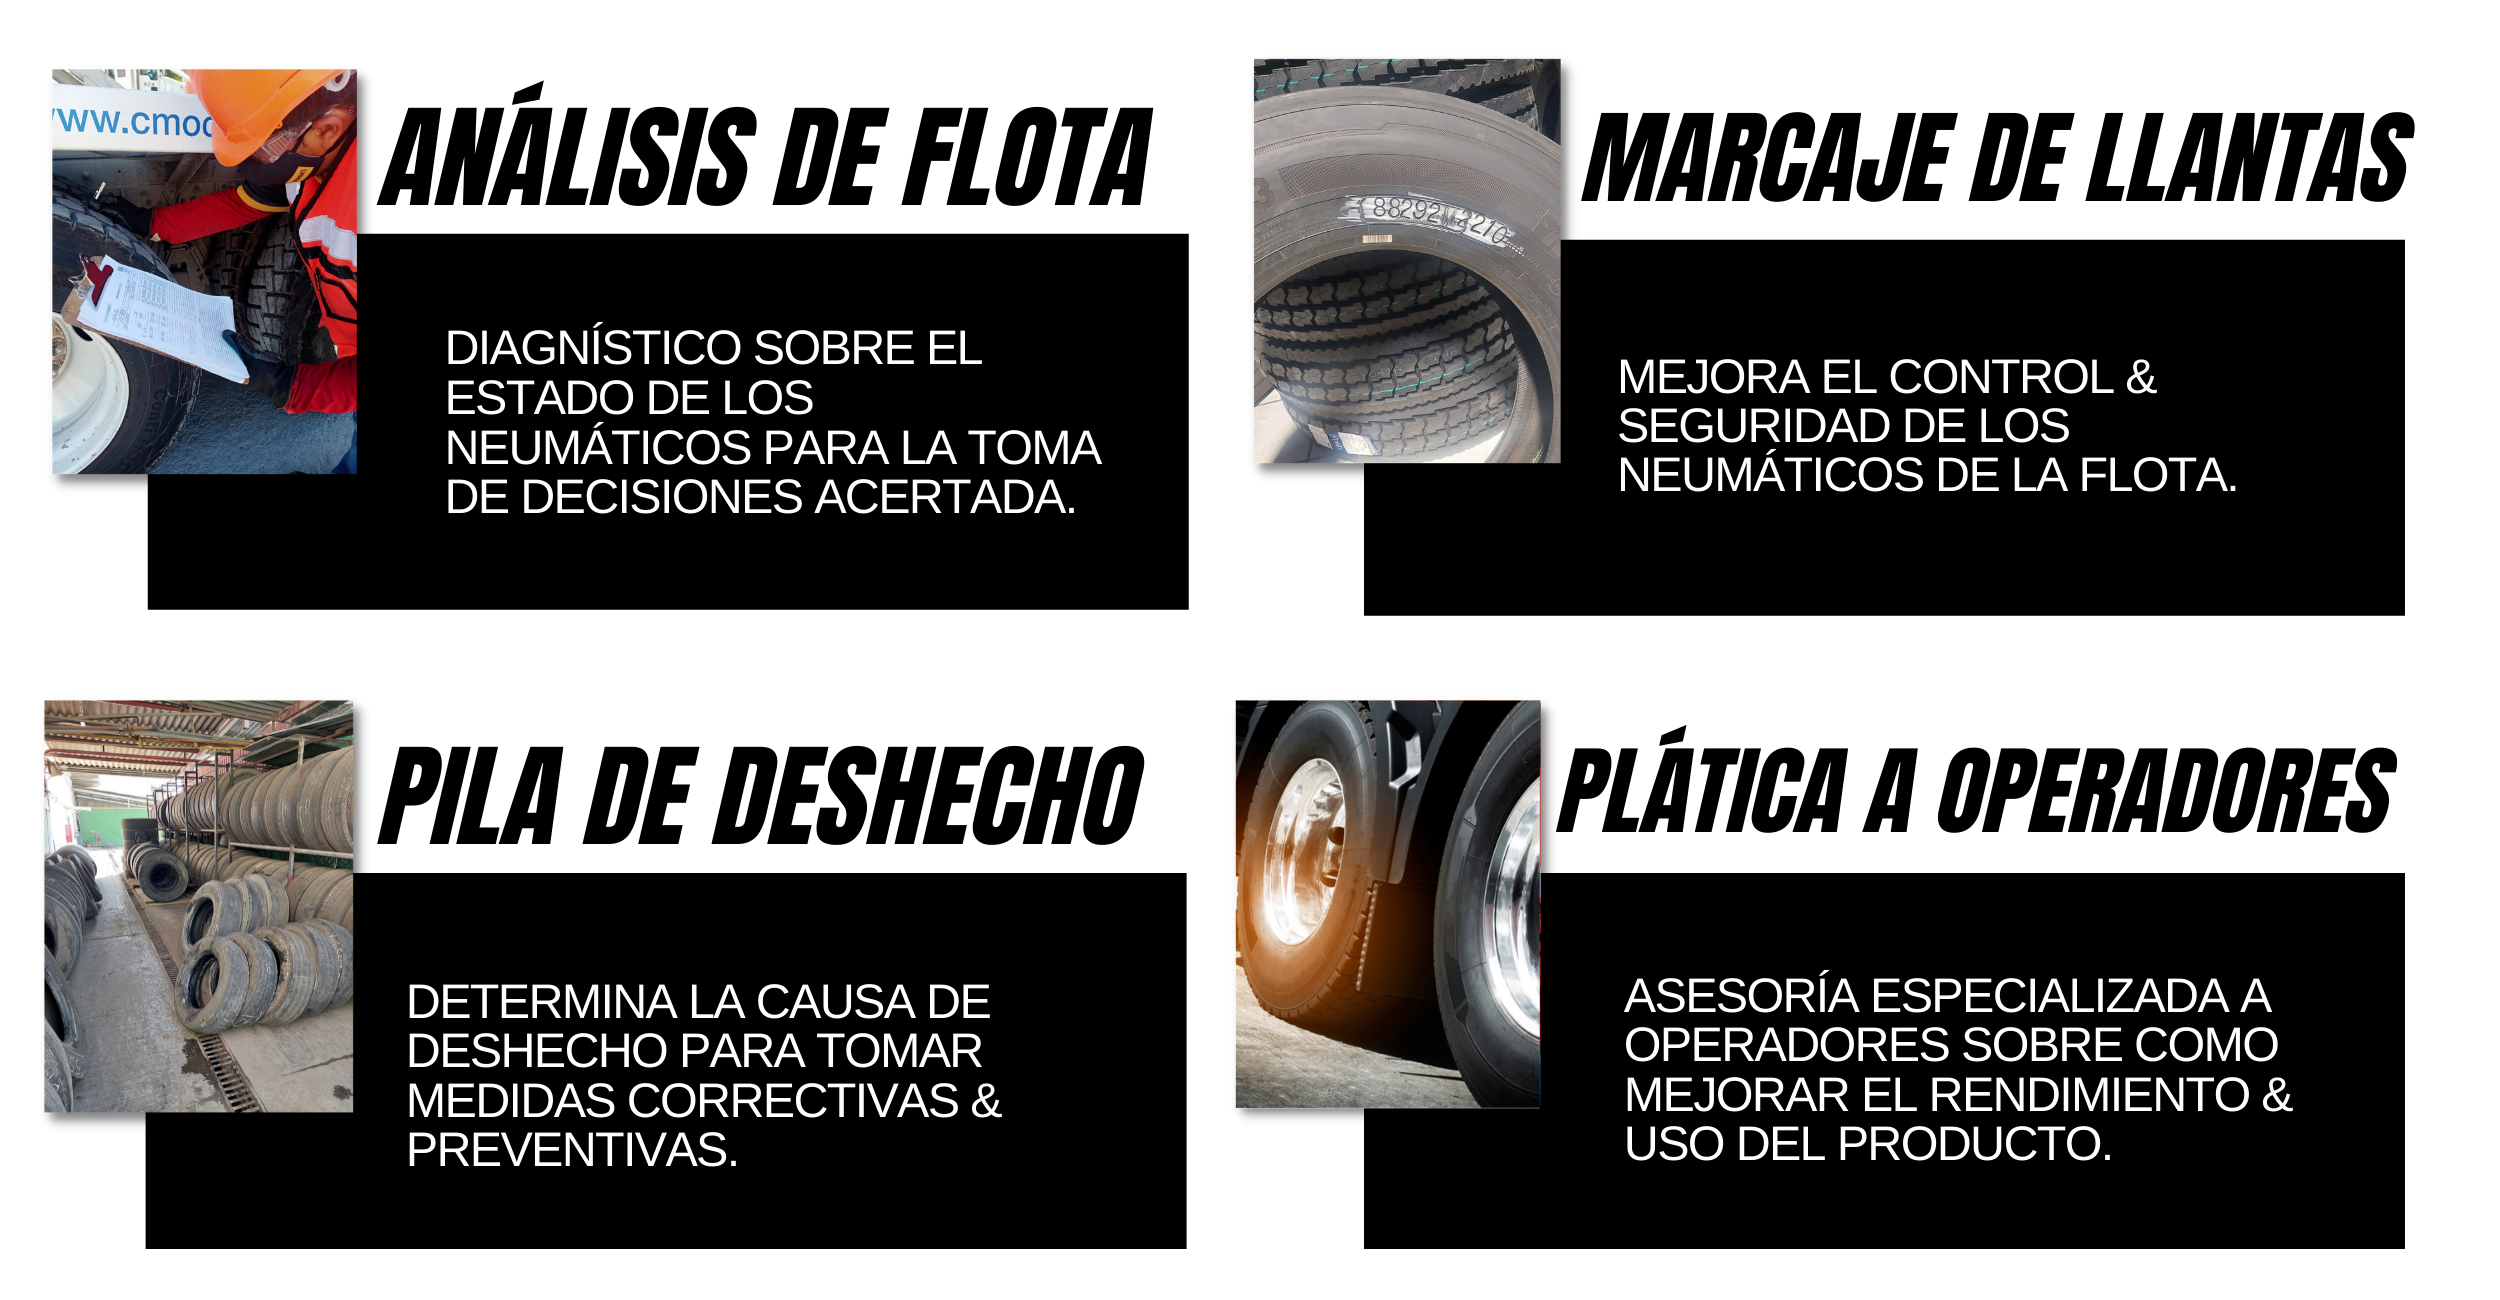 ANÁLISIS DE FLOTA
DIAGNÍSTICO SOBRE EL
ESTADO DE LOS
NEUMÁTICOS PARA LA TOMA
DE DECISIONES ACERTADA.
MARCAJE DE LLANTAS
MEJORA EL CONTROL &
SEGURIDAD DE LOS
NEUMÁTICOS DE LA FLOTA.
PILA DE DESHECHO
DETERMINA LA CAUSA DE
DESHECHO PARA TOMAR
MEDIDAS CORRECTIVAS &
PREVENTIVAS.
PLÁTICA A OPERADORES
ASESORÍA ESPECIALIZADA A
OPERADORES SOBRE COMO
MEJORAR EL RENDIMIENTO &
USO DEL PRODUCTO.